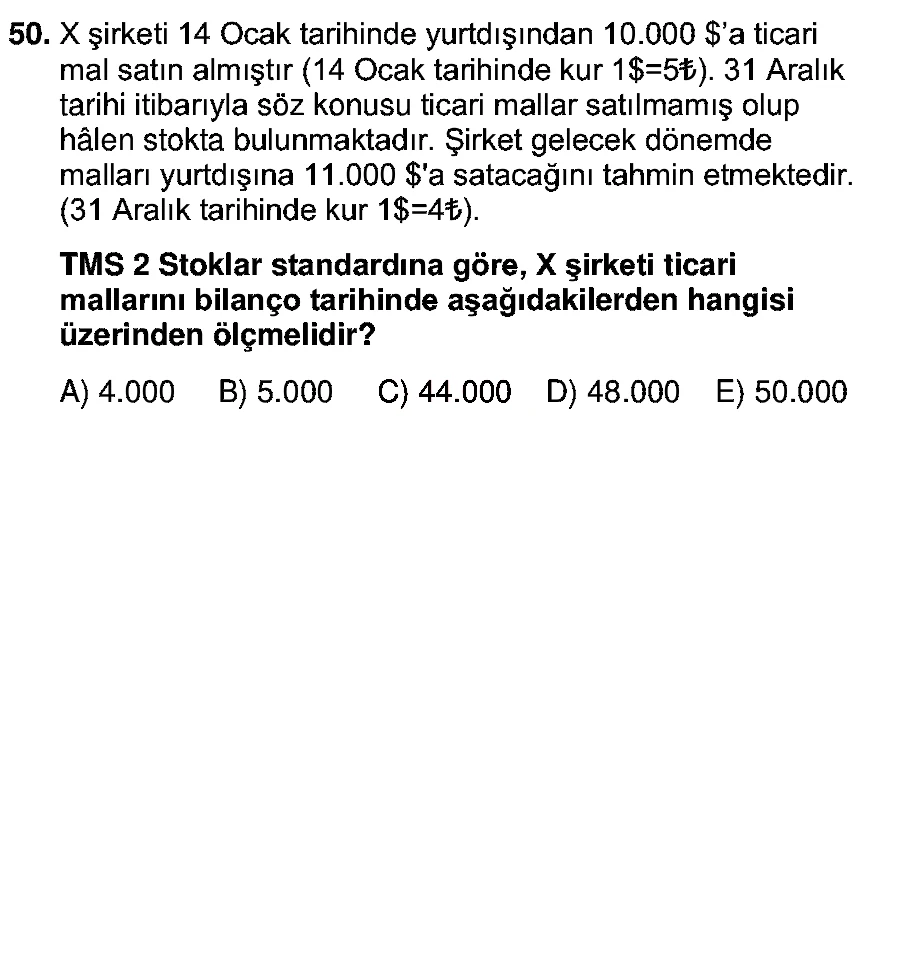 50. X şirketi 14 Ocak tarihinde yurtdışından 10.000 $’a ticari
mal satın almıştır (14 Ocak tarihinde kur 1$=5₺). 31 Aralık
tarihi itibarıyla söz konusu ticari mallar satılmamış olup
hâlen stokta bulunmaktadır. Şirket gelecek dönemde
malları yurtdışına 11.000 $'a satacağını tahmin etmektedir.
(31 Aralık tarihinde kur 1$=4₺).
TMS 2 Stoklar standardına göre, X şirketi ticari
mallarını bilanço tarihinde aşağıdakilerden hangisi
üzerinden ölçmelidir?
A) 4.000 B) 5.000 C) 44.000 D) 48.000 E) 50.000